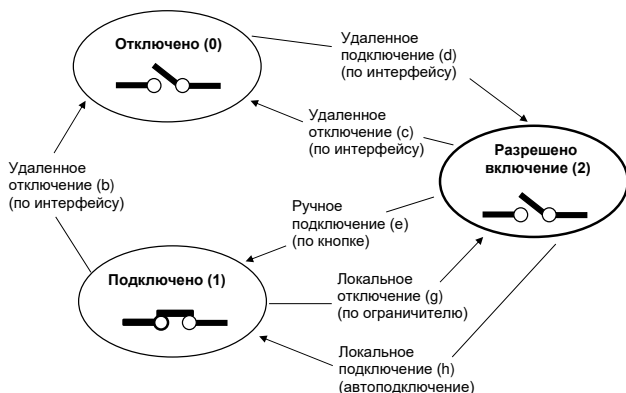 Отключено (0)
Удаленное
подключение (d)
(по интерфейсу)
Удаленное
отключение (c)
(по интерфейсу)
Разрешено
включение (2)
Удаленное
отключение (b)
(по интерфейсу)
Ручное
подключение (e)
(по кнопке)
Подключено (1)
Локальное
отключение (g)
(по ограничителю)
Локальное
подключение (h)
(автоподключение)